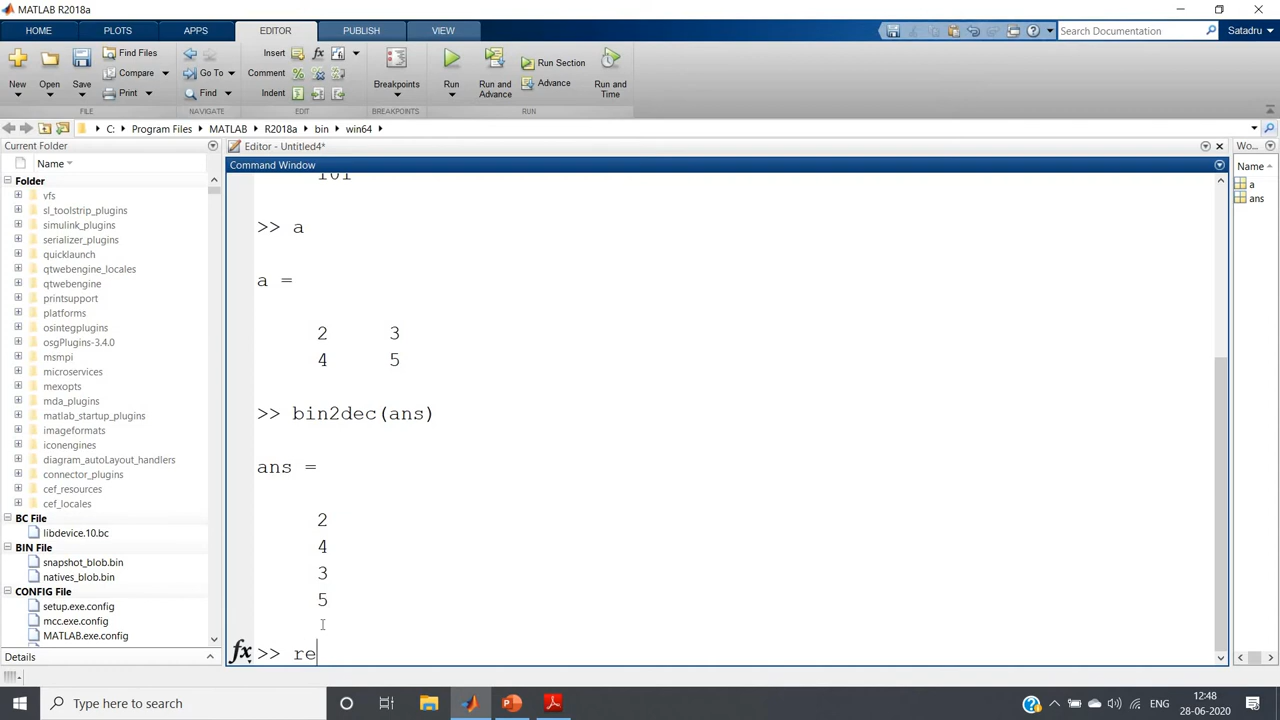 MATLAB R2018a
HOME PLOTS APPS EDITOR PUBLISH VIEW
Search Documentation Satadru
New Open Save Find Files Compare Print
Go To Find
Insert Comment Indent
Breakpoints
Run Run and Advance Run Section Advance Run and Time
FILE NAVIGATE EDIT BREAKPOINTS RUN
C: Program Files MATLAB R2018a bin win64
Current Folder
Name
Folder
vfs
sl_toolstrip_plugins
simulink_plugins
serializer_plugins
quicklaunch
qtwebengine_locales
qtwebengine
printsupport
platforms
osintegplugins
osgPlugins-3.4.0
msmpi
microservices
mexopts
mda_plugins
matlab_startup_plugins
imageformats
iconengines
diagram_autoLayout_handlers
connector_plugins
cef_resources
cef_locales
BC File
libdevice.10.bc
BIN File
snapshot_blob.bin
natives_blob.bin
CONFIG File
setup.exe.config
mcc.exe.config
MATLAB.exe.config
Details
Editor - Untitled4*
Command Window
101
>> a
a =
2 3
4 5
>> bin2dec(ans)
ans =
2
4
3
5
fx >> re
Wo...
Name
a
ans
Type here to search
ENG
12:48
28-06-2020